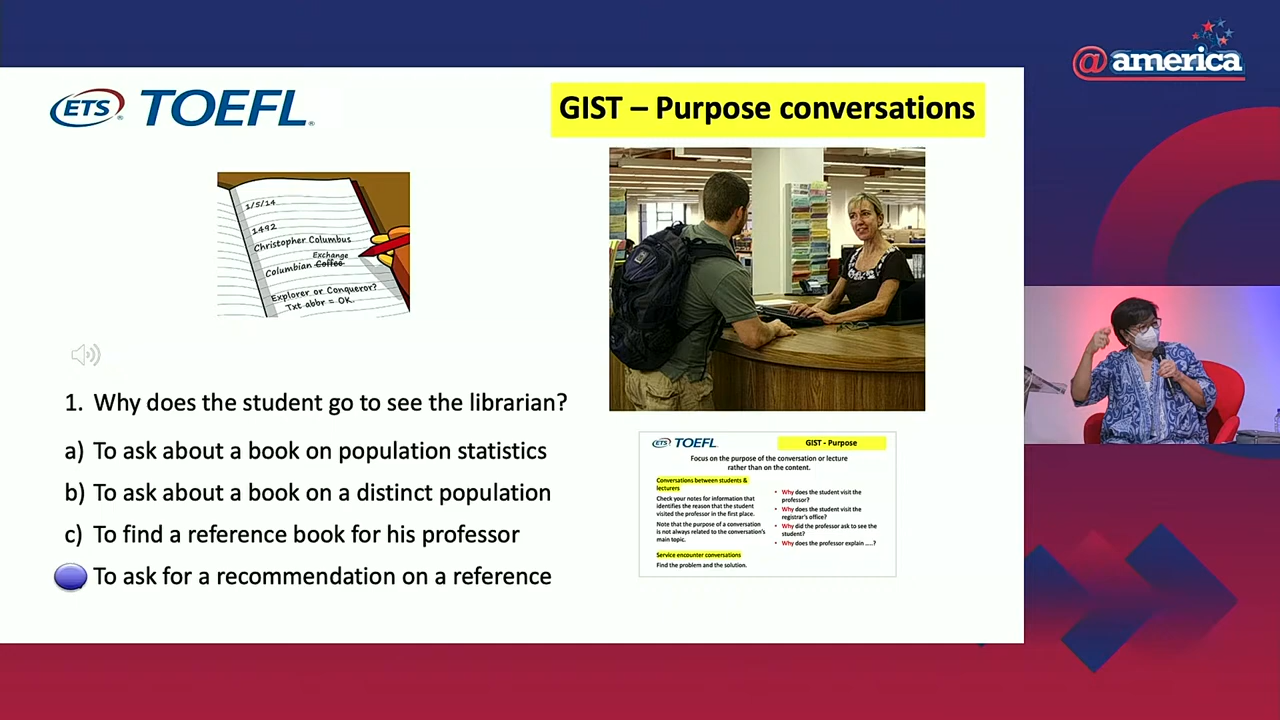 @america
ETS TOEFL
GIST – Purpose conversations
1/5/14
1492
Christopher Columbus
Exchange
Columbian Coffee
Explorer or Conqueror?
Txt abbr = OK.
1. Why does the student go to see the librarian?
a) To ask about a book on population statistics
b) To ask about a book on a distinct population
c) To find a reference book for his professor
To ask for a recommendation on a reference
ETS TOEFL
GIST - Purpose
Focus on the purpose of the conversation or lecture
rather than on the content.
Conversations between students &
lecturers
Check your notes for information that
identifies the reason that the student
visited the professor in the first place.
Note that the purpose of a conversation
is not always related to the conversation's
main topic.
Service encounter conversations
Find the problem and the solution.
• Why does the student visit the
professor?
• Why does the student visit the
registrar's office?
• Why did the professor ask to see the
student?
• Why does the professor explain .....?